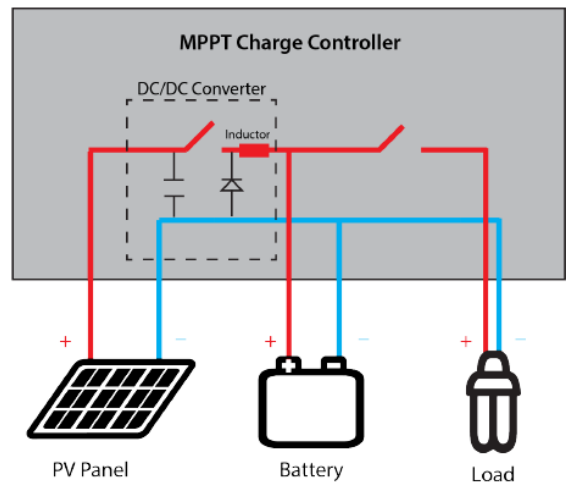 MPPT Charge Controller
DC/DC Converter
Inductor
+ − + − + −
PV Panel
Battery
Load